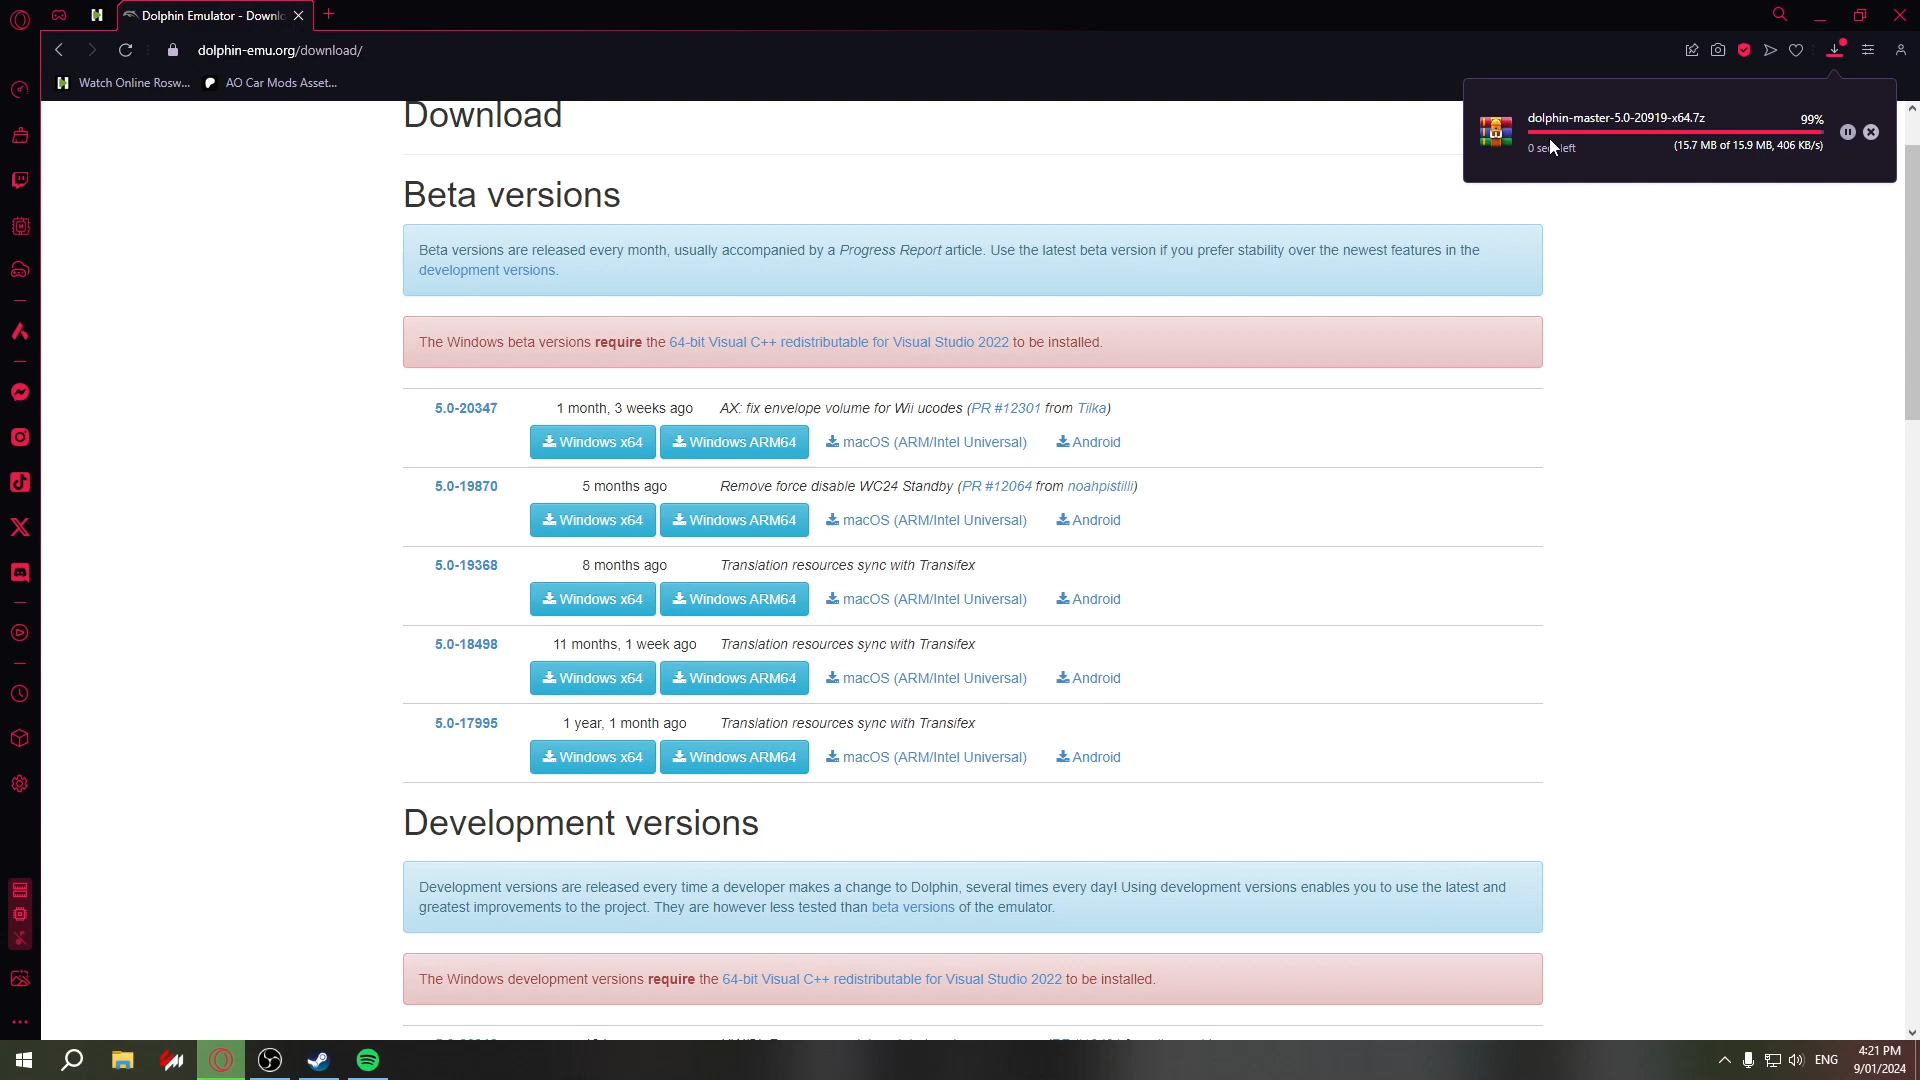 Dolphin Emulator - Downlo
dolphin-emu.org/download/
Watch Online Rosw...
AO Car Mods Asset...
dolphin-master-5.0-20919-x64.7z
99%
(15.7 MB of 15.9 MB, 406 KB/s)
Download
Beta versions
Beta versions are released every month, usually accompanied by a Progress Report article. Use the latest beta version if you prefer stability over the newest features in the
development versions.
The Windows beta versions require the 64-bit Visual C++ redistributable for Visual Studio 2022 to be installed.
5.0-20347 1 month, 3 weeks ago AX: fix envelope volume for Wii ucodes (PR #12301 from Tilka)
Windows x64 Windows ARM64 macOS (ARM/Intel Universal) Android
5.0-19870 5 months ago Remove force disable WC24 Standby (PR #12064 from noahpistilli)
Windows x64 Windows ARM64 macOS (ARM/Intel Universal) Android
5.0-19368 8 months ago Translation resources sync with Transifex
Windows x64 Windows ARM64 macOS (ARM/Intel Universal) Android
5.0-18498 11 months, 1 week ago Translation resources sync with Transifex
Windows x64 Windows ARM64 macOS (ARM/Intel Universal) Android
5.0-17995 1 year, 1 month ago Translation resources sync with Transifex
Windows x64 Windows ARM64 macOS (ARM/Intel Universal) Android
Development versions
Development versions are released every time a developer makes a change to Dolphin, several times every day! Using development versions enables you to use the latest and
greatest improvements to the project. They are however less tested than beta versions of the emulator.
The Windows development versions require the 64-bit Visual C++ redistributable for Visual Studio 2022 to be installed.
ENG
4:21 PM
9/01/2024